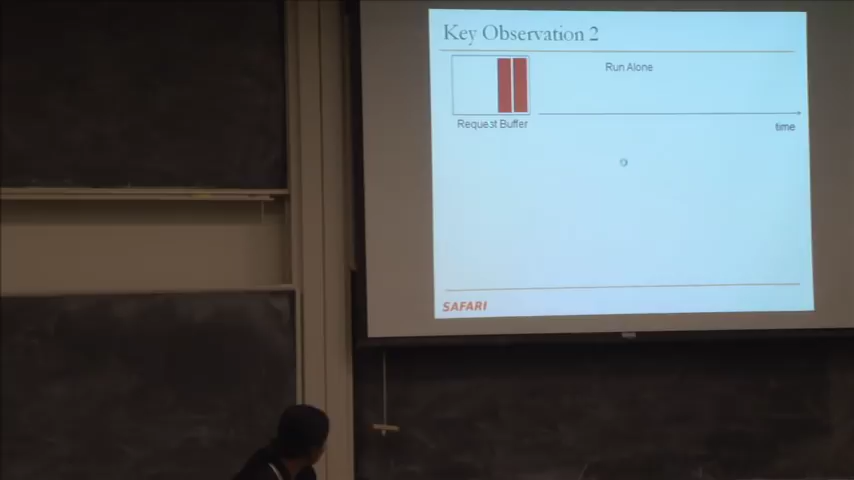 Key Observation 2
Run Alone
Request Buffer
time
SAFARI